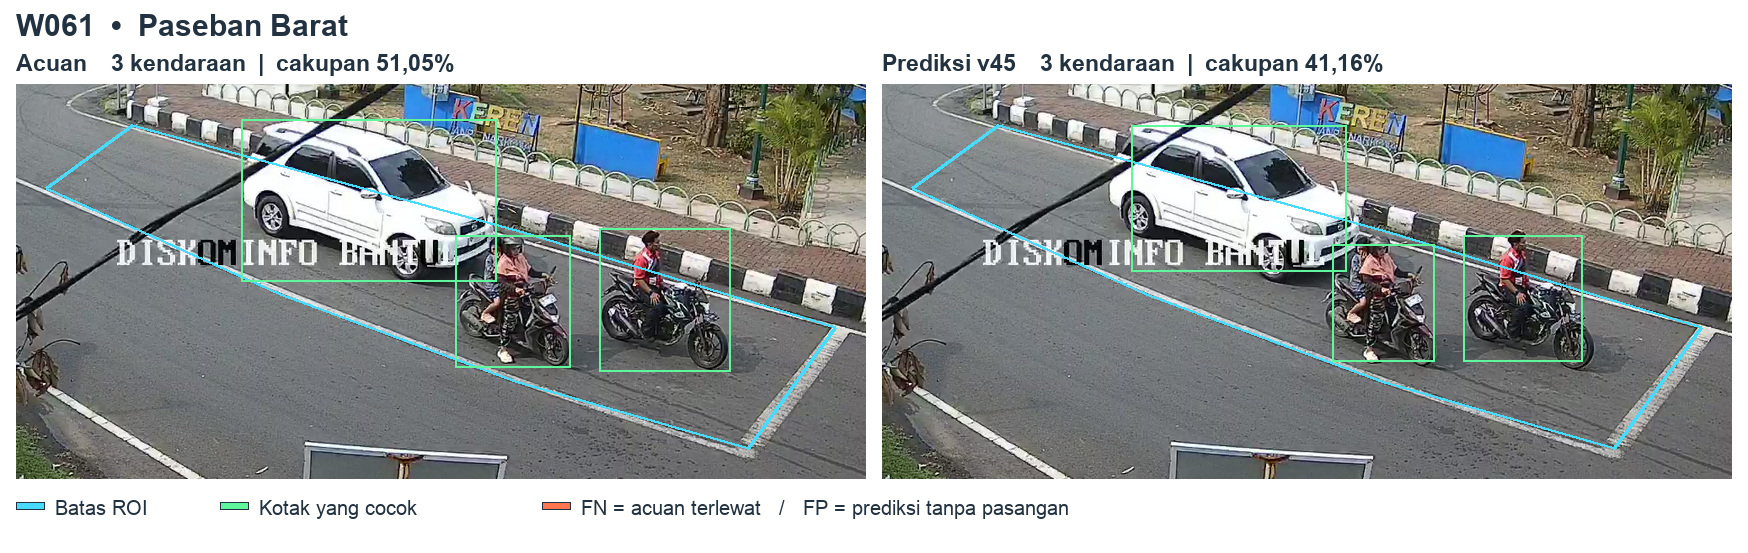 W061 • Paseban Barat
Acuan 3 kendaraan | cakupan 51,05%
Prediksi v45 3 kendaraan | cakupan 41,16%
KEREN
DISKOMINFO BANTUL
KEREN
DISKOMINFO BANTUL
Batas ROI
Kotak yang cocok
FN = acuan terlewat / FP = prediksi tanpa pasangan